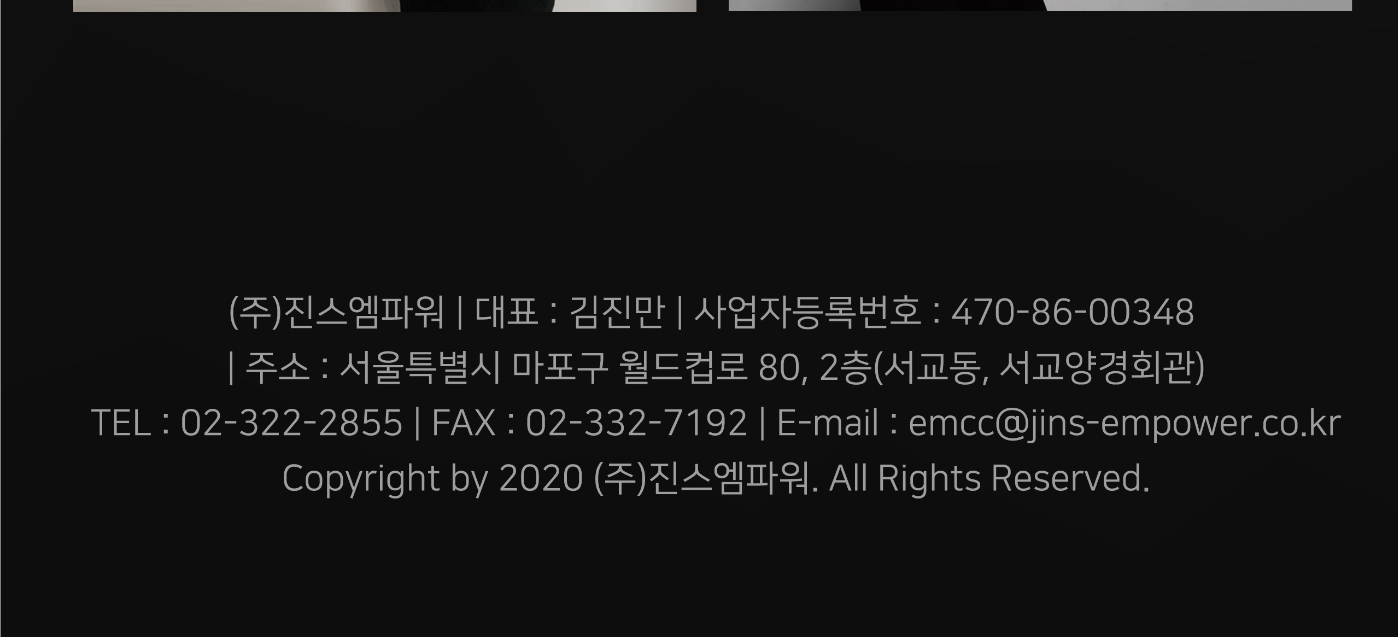 (주)진스엠파워 | 대표 : 김진만 | 사업자등록번호 : 470-86-00348
| 주소 : 서울특별시 마포구 월드컵로 80, 2층(서교동, 서교양경회관)
TEL : 02-322-2855 | FAX : 02-332-7192 | E-mail : emcc@jins-empower.co.kr
Copyright by 2020 (주)진스엠파워. All Rights Reserved.